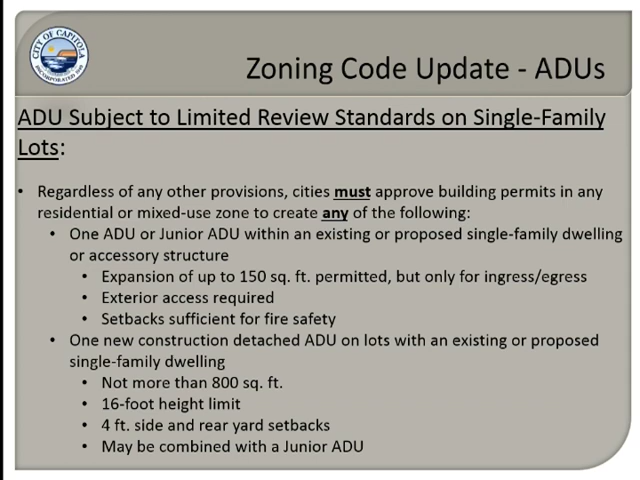 CITY OF CAPITOLA
INCORPORATED 1949
Zoning Code Update - ADUs
ADU Subject to Limited Review Standards on Single-Family
Lots:
• Regardless of any other provisions, cities must approve building permits in any
residential or mixed-use zone to create any of the following:
• One ADU or Junior ADU within an existing or proposed single-family dwelling
or accessory structure
• Expansion of up to 150 sq. ft. permitted, but only for ingress/egress
• Exterior access required
• Setbacks sufficient for fire safety
• One new construction detached ADU on lots with an existing or proposed
single-family dwelling
• Not more than 800 sq. ft.
• 16-foot height limit
• 4 ft. side and rear yard setbacks
• May be combined with a Junior ADU